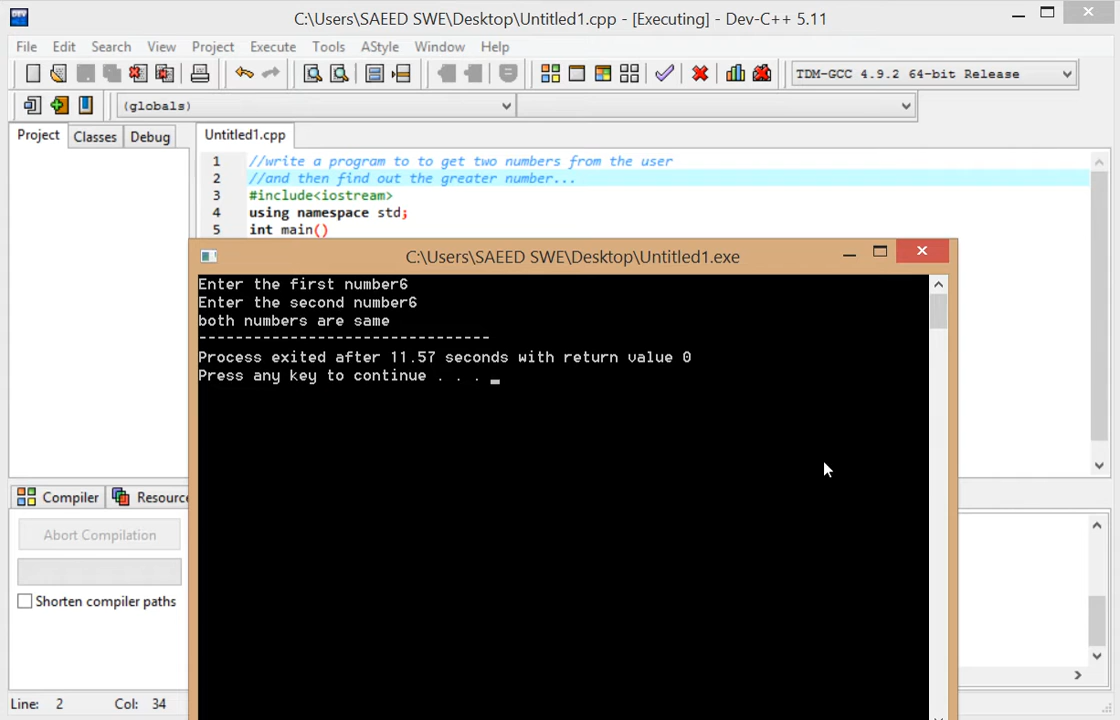 C:\Users\SAEED SWE\Desktop\Untitled1.cpp - [Executing] - Dev-C++ 5.11
File Edit Search View Project Execute Tools AStyle Window Help
TDM-GCC 4.9.2 64-bit Release
(globals)
Project Classes Debug Untitled1.cpp
1 //write a program to to get two numbers from the user
2 //and then find out the greater number...
3 #include<iostream>
4 using namespace std;
5 int main()
C:\Users\SAEED SWE\Desktop\Untitled1.exe
Enter the first number6
Enter the second number6
both numbers are same
--------------------------------
Process exited after 11.57 seconds with return value 0
Press any key to continue . . .
Compiler Resource
Abort Compilation
Shorten compiler paths
Line: 2 Col: 34